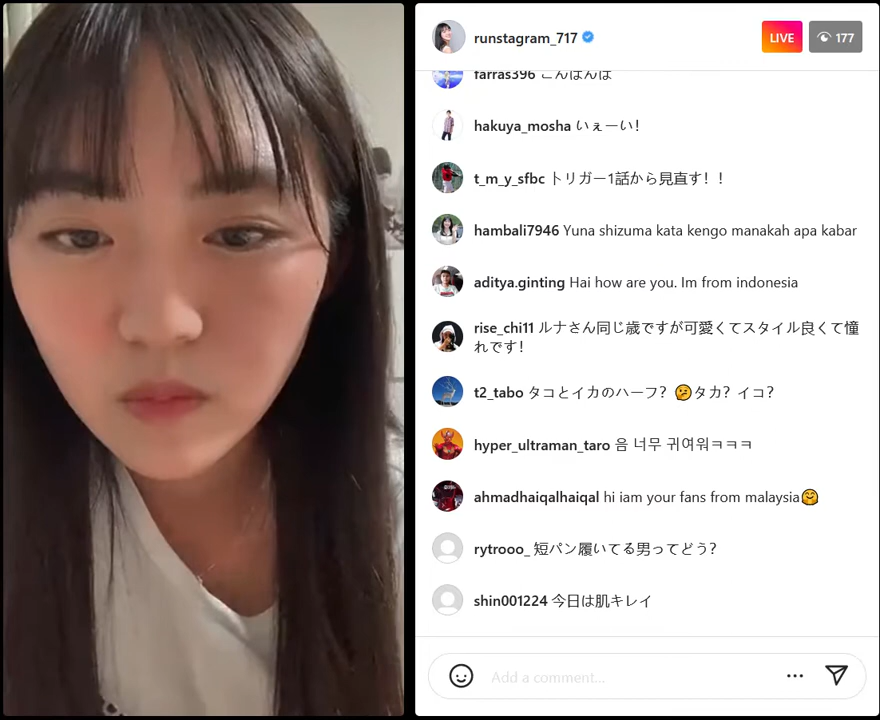 runstagram_717
LIVE
177
farras396 こんばんは
hakuya_mosha いぇーい！
t_m_y_sfbc トリガー1話から見直す！！
hambali7946 Yuna shizuma kata kengo manakah apa kabar
aditya.ginting Hai how are you. Im from indonesia
rise_chi11 ルナさん同じ歳ですが可愛くてスタイル良くて憧
れです！
t2_tabo タコとイカのハーフ？🫤タカ？イコ？
hyper_ultraman_taro 음 너무 귀여워ㅋㅋㅋ
ahmadhaiqalhaiqal hi iam your fans from malaysia🤗
rytrooo_ 短パン履いてる男ってどう？
shin001224 今日は肌キレイ
Add a comment...